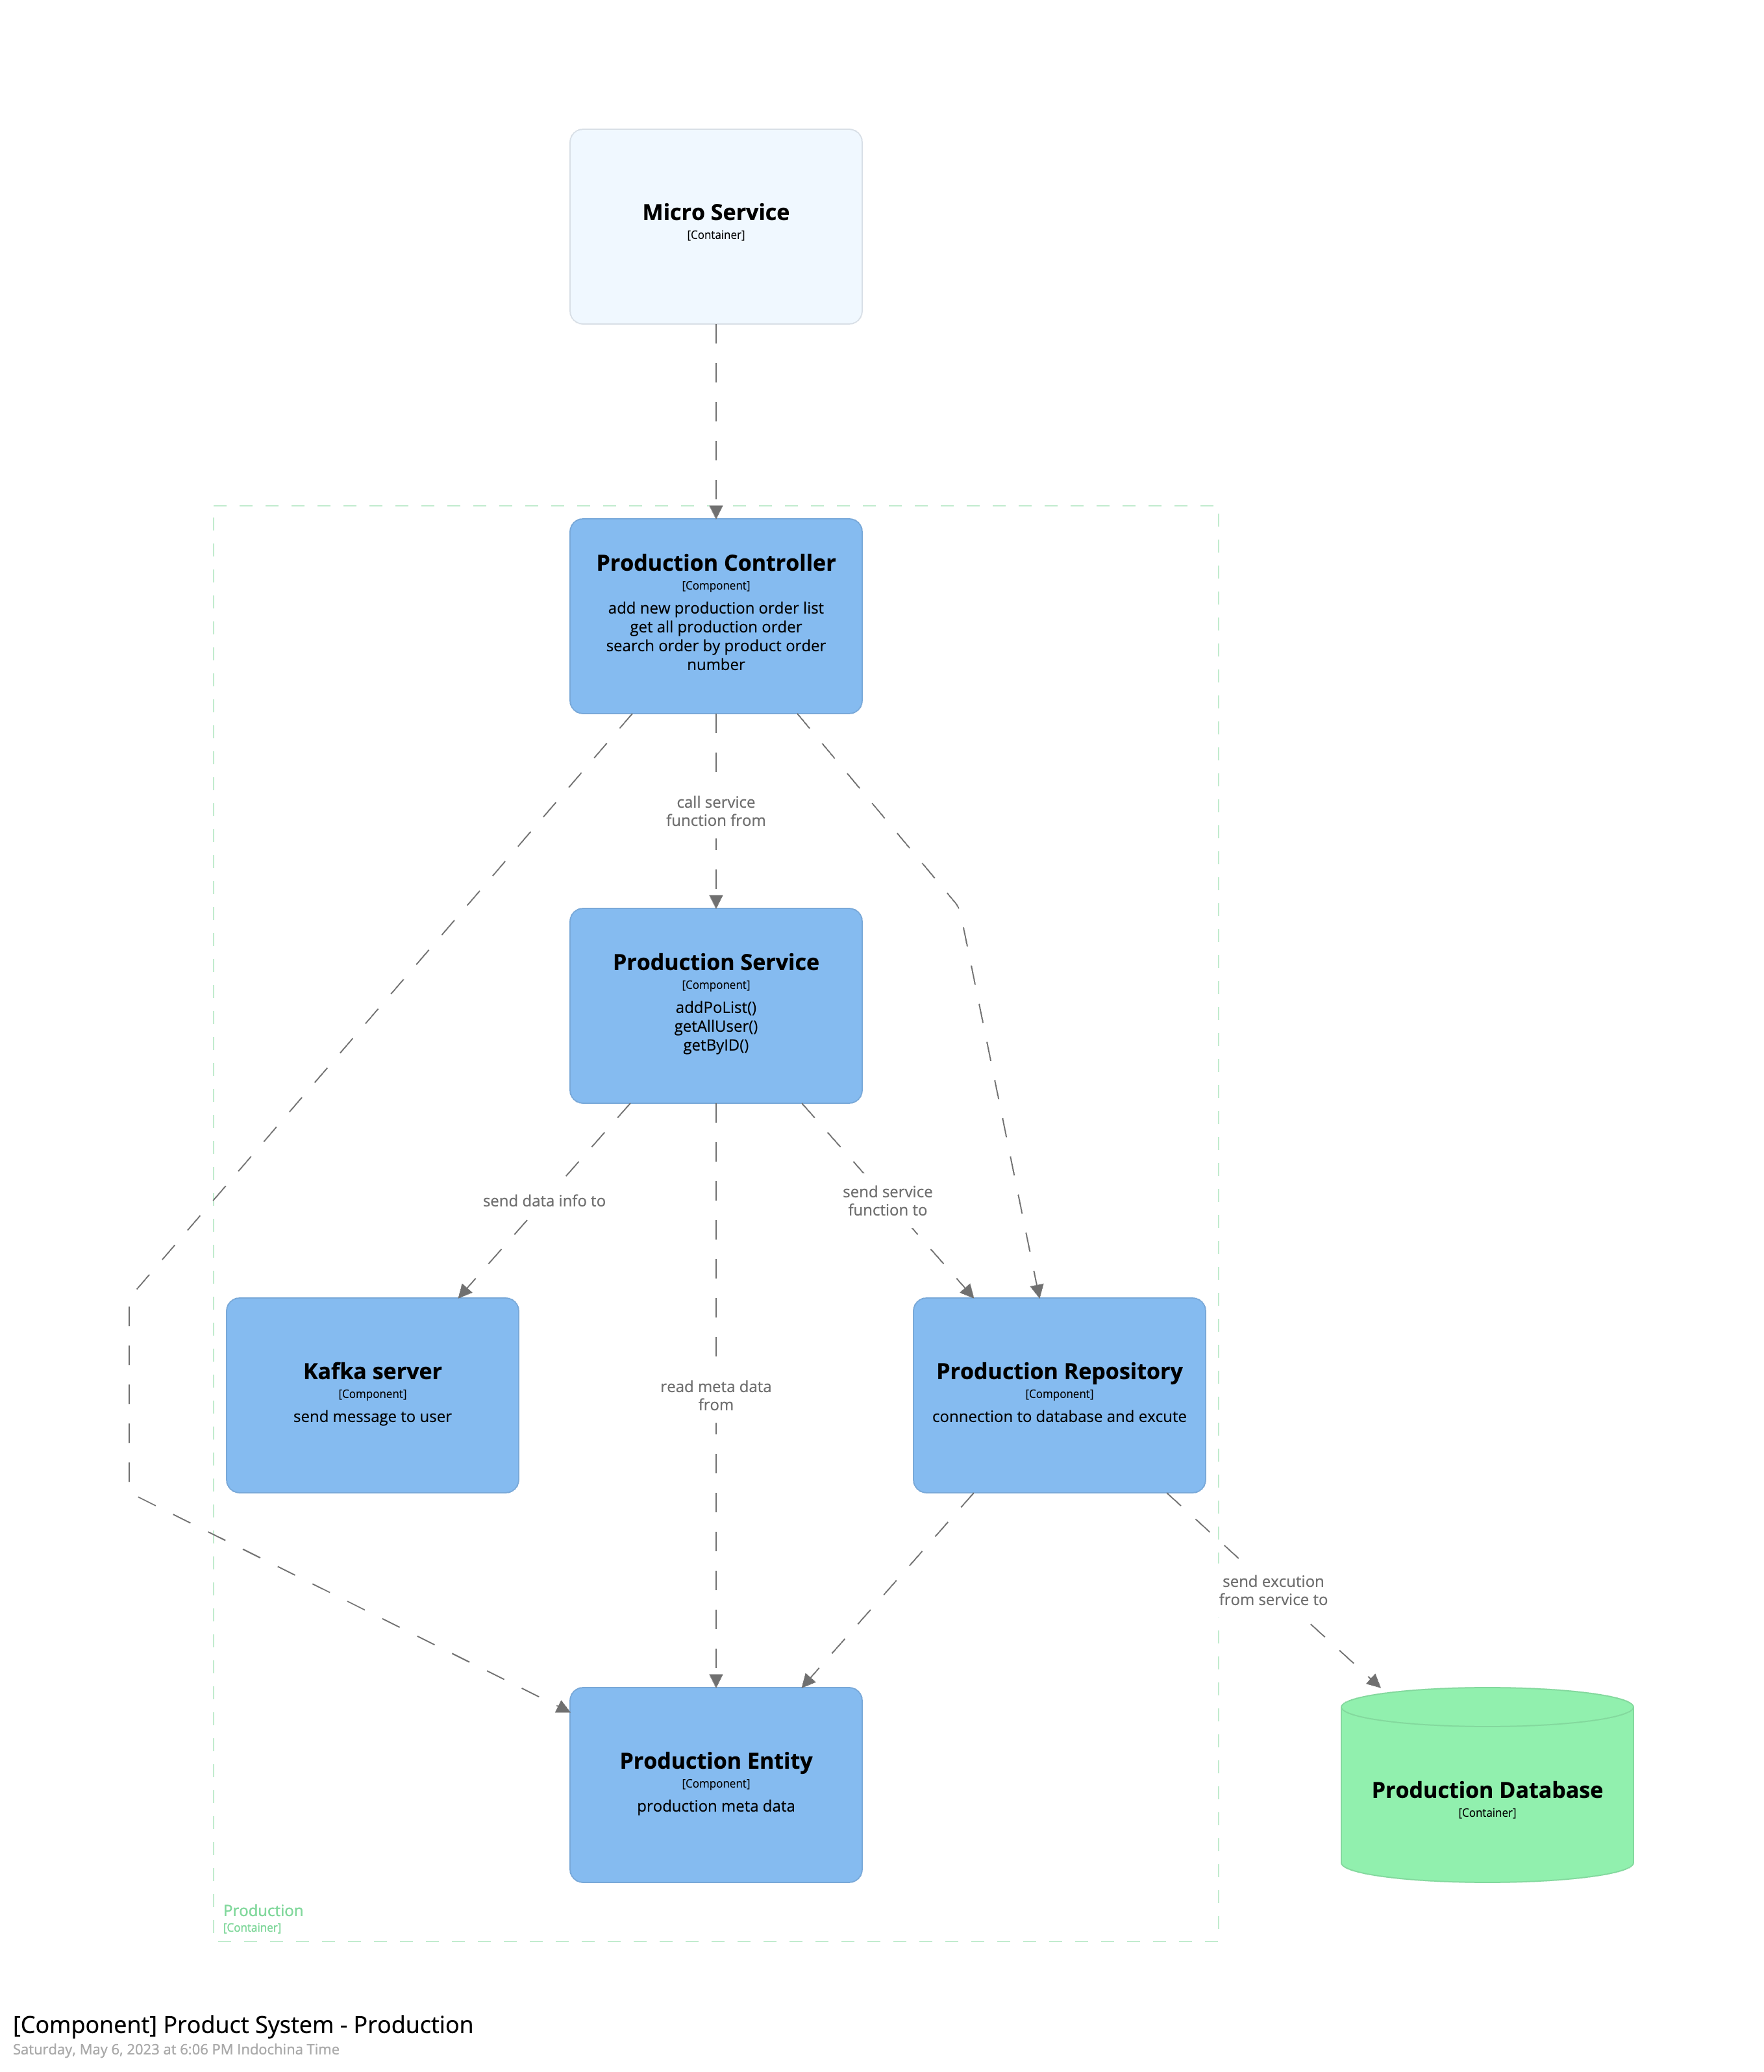 Micro Service
[Container]
Production Controller
[Component]
add new production order list
get all production order
search order by product order
number
call service
function from
Production Service
[Component]
addPoList()
getAllUser()
getByID()
send data info to
send service
function to
Kafka server
[Component]
send message to user
read meta data
from
Production Repository
[Component]
connection to database and excute
send excution
from service to
Production Entity
[Component]
production meta data
Production Database
[Container]
Production
[Container]
[Component] Product System - Production
Saturday, May 6, 2023 at 6:06 PM Indochina Time